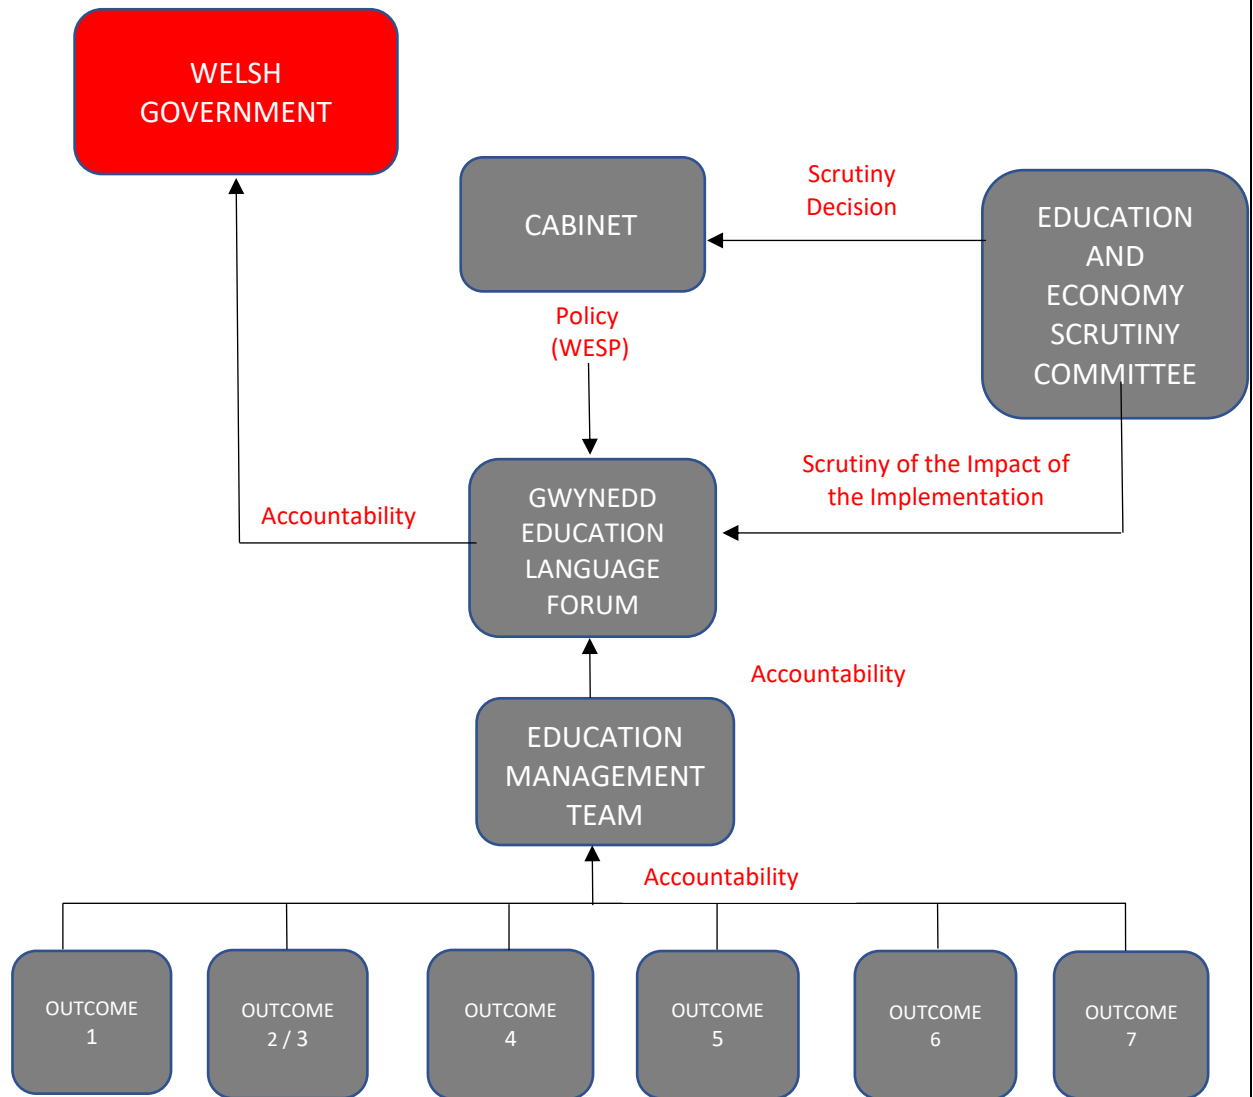 WELSH
GOVERNMENT
CABINET
Scrutiny
Decision
EDUCATION
AND
ECONOMY
SCRUTINY
COMMITTEE
Policy
(WESP)
Scrutiny of the Impact of
the Implementation
Accountability
GWYNEDD
EDUCATION
LANGUAGE
FORUM
Accountability
EDUCATION
MANAGEMENT
TEAM
Accountability
OUTCOME
1
OUTCOME
2 / 3
OUTCOME
4
OUTCOME
5
OUTCOME
6
OUTCOME
7